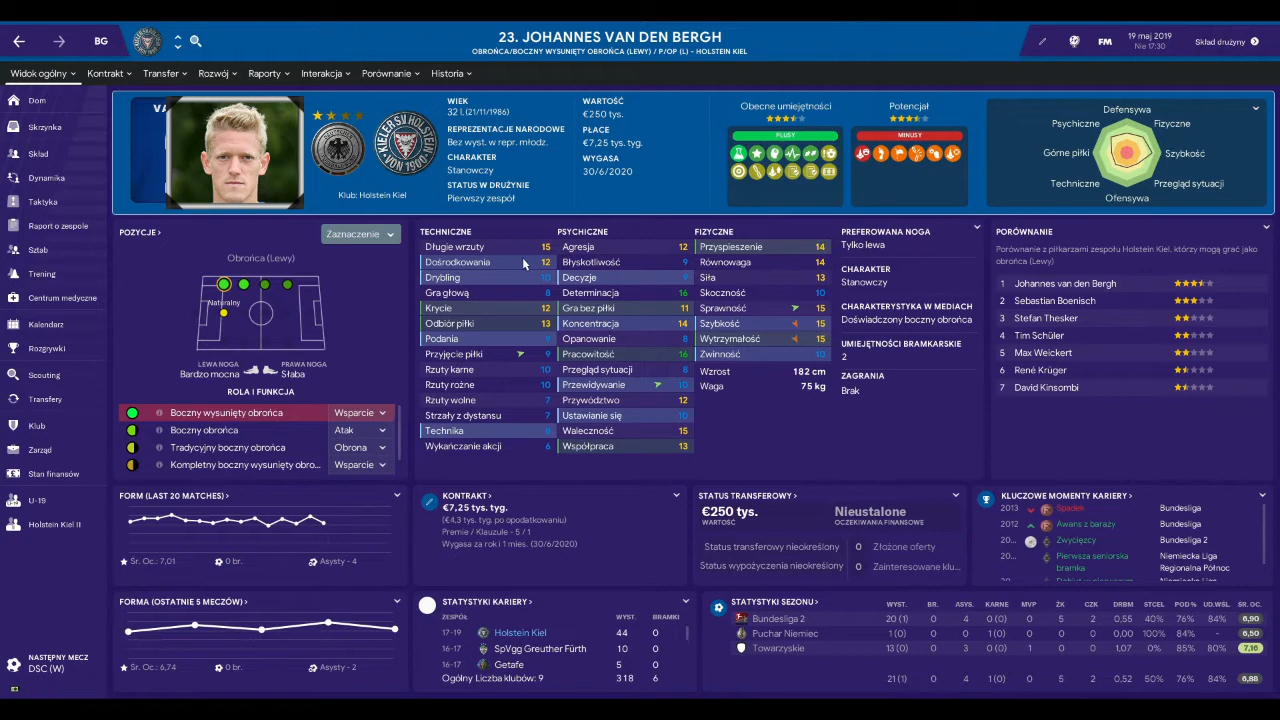 BG
23. JOHANNES VAN DEN BERGH
OBROŃCA/BOCZNY WYSUNIĘTY OBROŃCA (LEWY) / P/OP (L) - HOLSTEIN KIEL
FM
19 maj 2019
Nie 17:30
Skład drużyny
Widok ogólny
Kontrakt
Transfer
Rozwój
Raporty
Interakcja
Porównanie
Historia
Dom
Skrzynka
Skład
Dynamika
Taktyka
Raport o zespole
Sztab
Trening
Centrum medyczne
Kalendarz
Rozgrywki
Scouting
Transfery
Klub
Zarząd
Stan finansów
U-19
Holstein Kiel II
NASTĘPNY MECZ
DSC (W)
VA
KIELER SV HOLSTEIN
VON 1900
Klub: Holstein Kiel
WIEK
32 l. (21/11/1986)
REPREZENTACJE NARODOWE
Bez wyst. w repr. młodz.
CHARAKTER
Stanowczy
STATUS W DRUŻYNIE
Pierwszy zespół
WARTOŚĆ
€250 tys.
PŁACE
€7,25 tys. tyg.
WYGASA
30/6/2020
Obecne umiejętności
PLUSY
Potencjał
MINUSY
Defensywa
Psychiczne
Fizyczne
Górne piłki
Szybkość
Techniczne
Przegląd sytuacji
Ofensywa
POZYCJE
Zaznaczenie
Obrońca (Lewy)
Naturalny
LEWA NOGA
Bardzo mocna
PRAWA NOGA
Słaba
ROLA I FUNKCJA
Boczny wysunięty obrońca Wsparcie
Boczny obrońca Atak
Tradycyjny boczny obrońca Obrona
Kompletny boczny wysunięty obro... Wsparcie
TECHNICZNE
Długie wrzuty 15
Dośrodkowania 12
Drybling 10
Gra głową 8
Krycie 12
Odbiór piłki 13
Podania 9
Przyjęcie piłki 9
Rzuty karne 10
Rzuty rożne 10
Rzuty wolne 7
Strzały z dystansu 7
Technika 8
Wykańczanie akcji 6
PSYCHICZNE
Agresja 12
Błyskotliwość 9
Decyzje 9
Determinacja 16
Gra bez piłki 11
Koncentracja 14
Opanowanie 8
Pracowitość 16
Przegląd sytuacji 8
Przewidywanie 10
Przywództwo 12
Ustawianie się 10
Waleczność 15
Współpraca 13
FIZYCZNE
Przyspieszenie 14
Równowaga 14
Siła 13
Skoczność 10
Sprawność 15
Szybkość 15
Wytrzymałość 15
Zwinność 10
Wzrost 182 cm
Waga 75 kg
PREFEROWANA NOGA
Tylko lewa
CHARAKTER
Stanowczy
CHARAKTERYSTYKA W MEDIACH
Doświadczony boczny obrońca
UMIEJĘTNOŚCI BRAMKARSKIE
2
ZAGRANIA
Brak
PORÓWNANIE
Porównanie z piłkarzami zespołu Holstein Kiel, którzy mogą grać jako
obrońca (Lewy)
1 Johannes van den Bergh
2 Sebastian Boenisch
3 Stefan Thesker
4 Tim Schüler
5 Max Weickert
6 René Krüger
7 David Kinsombi
FORM (LAST 20 MATCHES)
Śr. Oc.: 7,01
0 br.
Asysty - 4
KONTRAKT
€7,25 tys. tyg.
(€4,3 tys. tyg. po opodatkowaniu)
Premie / Klauzule - 5 / 1
Wygasa za rok i 1 mies. (30/6/2020)
STATUS TRANSFEROWY
€250 tys.
WARTOŚĆ
Nieustalone
OCZEKIWANIA FINANSOWE
Status transferowy nieokreślony 0 Złożone oferty
Status wypożyczenia nieokreślony 0 Zainteresowane klu...
KLUCZOWE MOMENTY KARIERY
2013 Spadek Bundesliga
2012 Awans z baraży Bundesliga
20... Zwycięzcy Bundesliga 2
20... Pierwsza seniorska bramka Niemiecka Liga Regionalna Północ
FORMA (OSTATNIE 5 MECZÓW)
Śr. Oc.: 6,74
0 br.
Asysty - 2
STATYSTYKI KARIERY
ZESPÓŁ WYST. BRAMKI
17-19 Holstein Kiel 44 0
16-17 SpVgg Greuther Fürth 10 0
16-17 Getafe 5 0
Ogólny Liczba klubów: 9 318 6
STATYSTYKI SEZONU
WYST. BR. ASYS. KARNE MVP ŻK CZK DRBM STCEL POD % UD.WŚL ŚR. OC.
Bundesliga 2 20 (1) 0 4 0 (0) 0 5 2 0,55 40% 76% 84% 6,90
Puchar Niemiec 1 (0) 0 0 1 (0) 0 0 0 0,00 100% 84% - 6,50
Towarzyskie 13 (0) 0 3 0 (0) 1 0 0 1,07 0% 85% 80% 7,16
21 (1) 0 4 1 (0) 0 5 2 0,52 50% 76% 84% 6,88